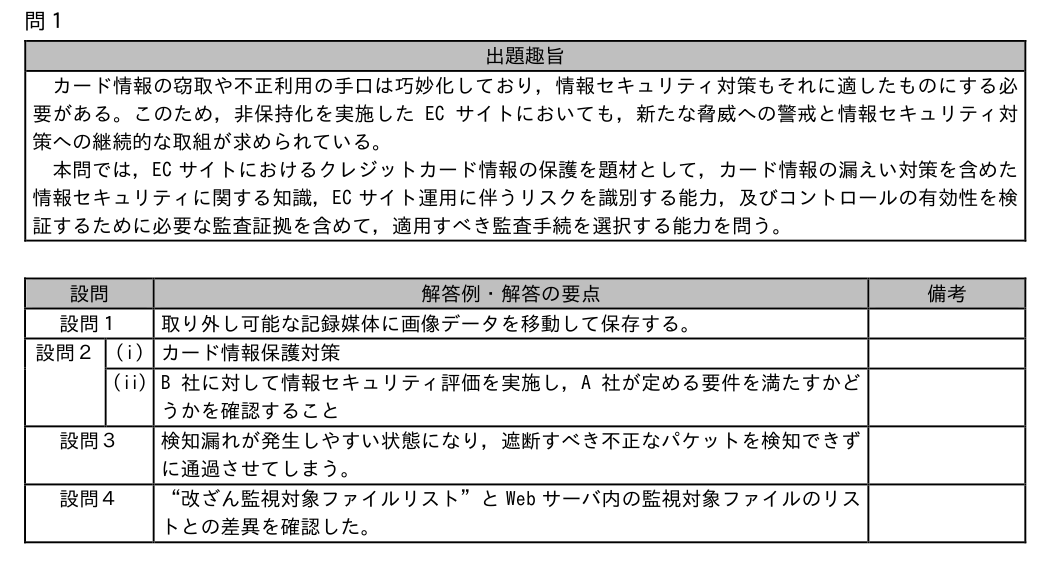 問1
出題趣旨
カード情報の窃取や不正利用の手口は巧妙化しており，情報セキュリティ対策もそれに適したものにする必
要がある。このため，非保持化を実施した EC サイトにおいても，新たな脅威への警戒と情報セキュリティ対
策への継続的な取組が求められている。
本問では，EC サイトにおけるクレジットカード情報の保護を題材として，カード情報の漏えい対策を含めた
情報セキュリティに関する知識，EC サイト運用に伴うリスクを識別する能力，及びコントロールの有効性を検
証するために必要な監査証拠を含めて，適用すべき監査手続を選択する能力を問う。
設問 解答例・解答の要点 備考
設問1 取り外し可能な記録媒体に画像データを移動して保存する。
設問2 (i) カード情報保護対策
(ii) B 社に対して情報セキュリティ評価を実施し，A 社が定める要件を満たすかど
うかを確認すること
設問3 検知漏れが発生しやすい状態になり，遮断すべき不正なパケットを検知できず
に通過させてしまう。
設問4 “改ざん監視対象ファイルリスト”と Web サーバ内の監視対象ファイルのリス
トとの差異を確認した。